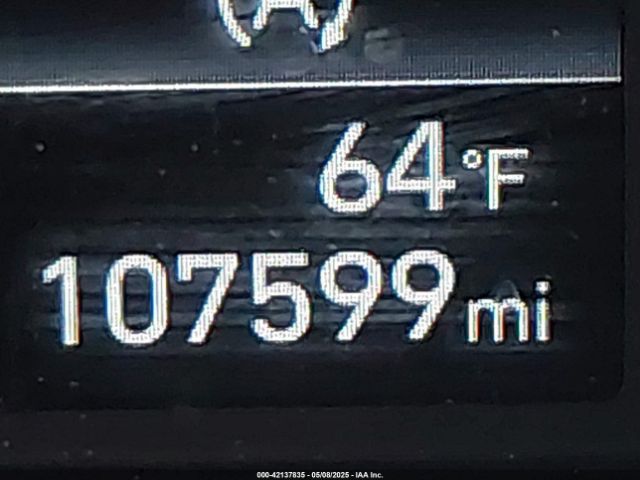 (A)
64°F
107599 mi
000-42137835 - 05/08/2025 - IAA Inc.